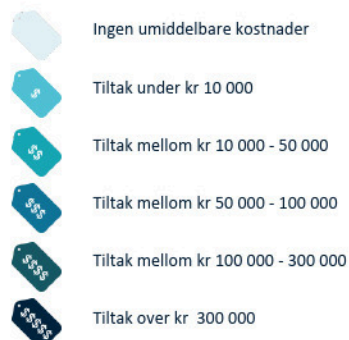 Ingen umiddelbare kostnader
$ Tiltak under kr 10 000
$$ Tiltak mellom kr 10 000 - 50 000
$$$ Tiltak mellom kr 50 000 - 100 000
$$$$ Tiltak mellom kr 100 000 - 300 000
$$$$$ Tiltak over kr 300 000